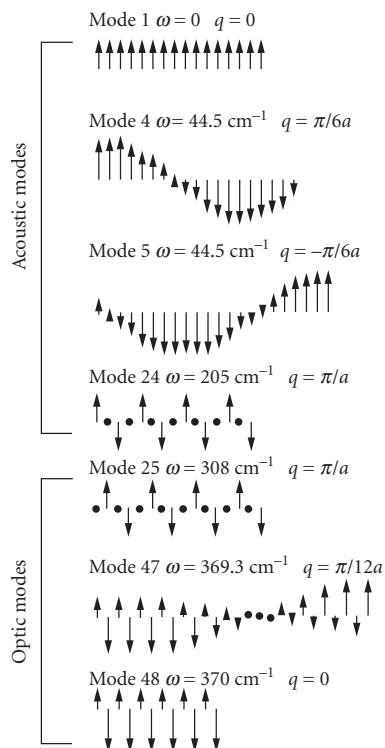 Mode 1 ω = 0 q = 0
Mode 4 ω = 44.5 cm⁻¹ q = π/6a
Mode 5 ω = 44.5 cm⁻¹ q = –π/6a
Mode 24 ω = 205 cm⁻¹ q = π/a
Acoustic modes
Mode 25 ω = 308 cm⁻¹ q = π/a
Mode 47 ω = 369.3 cm⁻¹ q = π/12a
Mode 48 ω = 370 cm⁻¹ q = 0
Optic modes